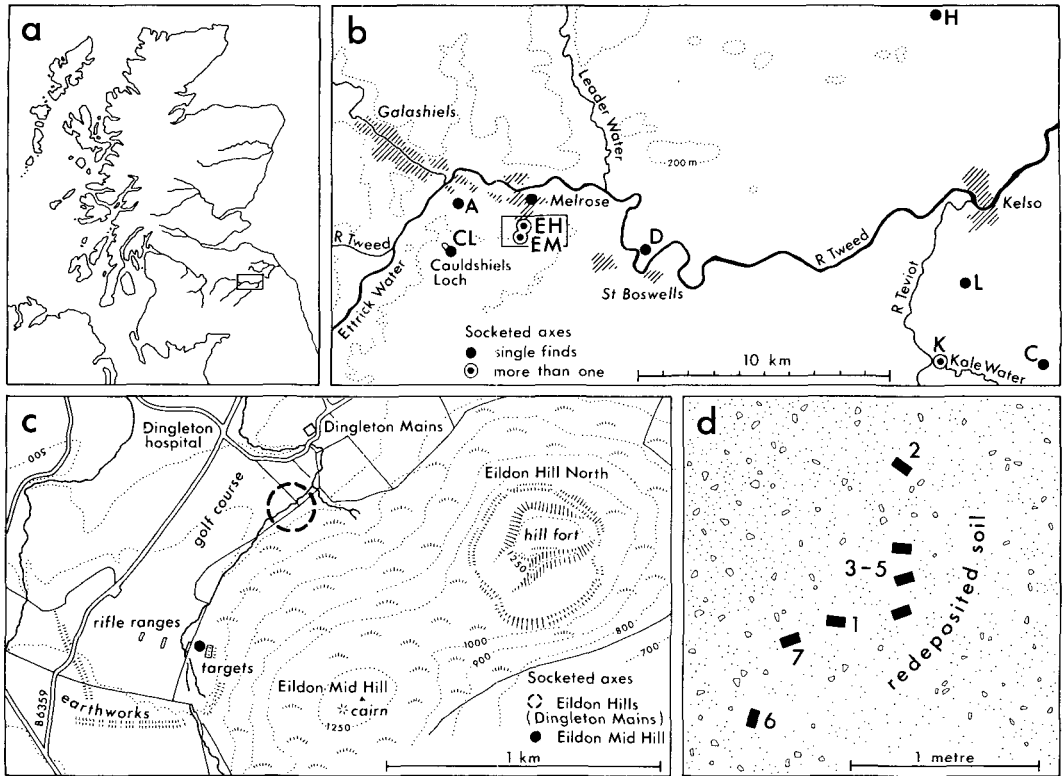 a
b
H
Galashiels
Leader Water
200 m
A
Melrose
Kelso
EH
EM
CL
R Tweed
Cauldshiels
Loch
D
R Tweed
Ettrick Water
St Boswells
R Teviot
L
Socketed axes
single finds
more than one
10 km
K
Kale Water
C
c
Dingleton
hospital
Dingleton Mains
500
golf course
Eildon Hill North
hill fort
1250
rifle ranges
targets
1000
900
800
700
Eildon Mid Hill
cairn
1250
B6359
earthworks
Socketed axes
Eildon Hills
(Dingleton Mains)
Eildon Mid Hill
1 km
d
2
3-5
1
7
6
redeposited soil
1 metre